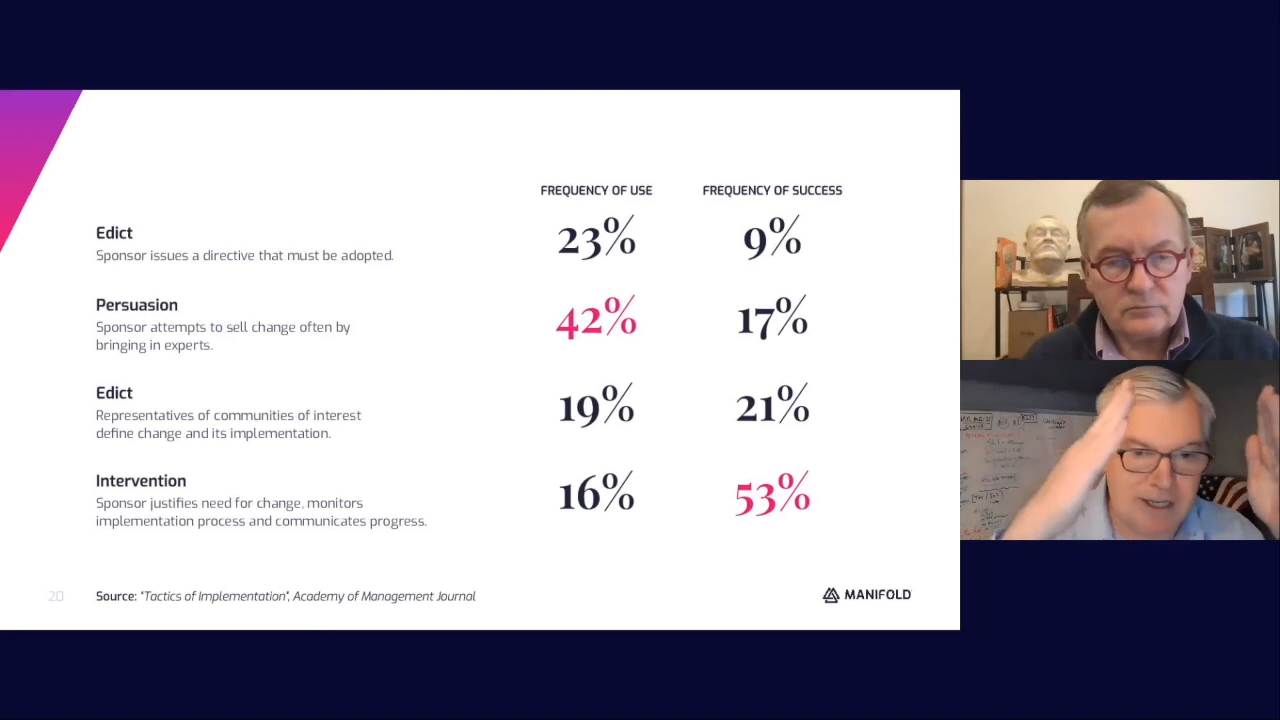 FREQUENCY OF USE FREQUENCY OF SUCCESS
Edict
Sponsor issues a directive that must be adopted.
23% 9%
Persuasion
Sponsor attempts to sell change often by
bringing in experts.
42% 17%
Edict
Representatives of communities of interest
define change and its implementation.
19% 21%
Intervention
Sponsor justifies need for change, monitors
implementation process and communicates progress.
16% 53%
20 Source: "Tactics of Implementation", Academy of Management Journal
MANIFOLD